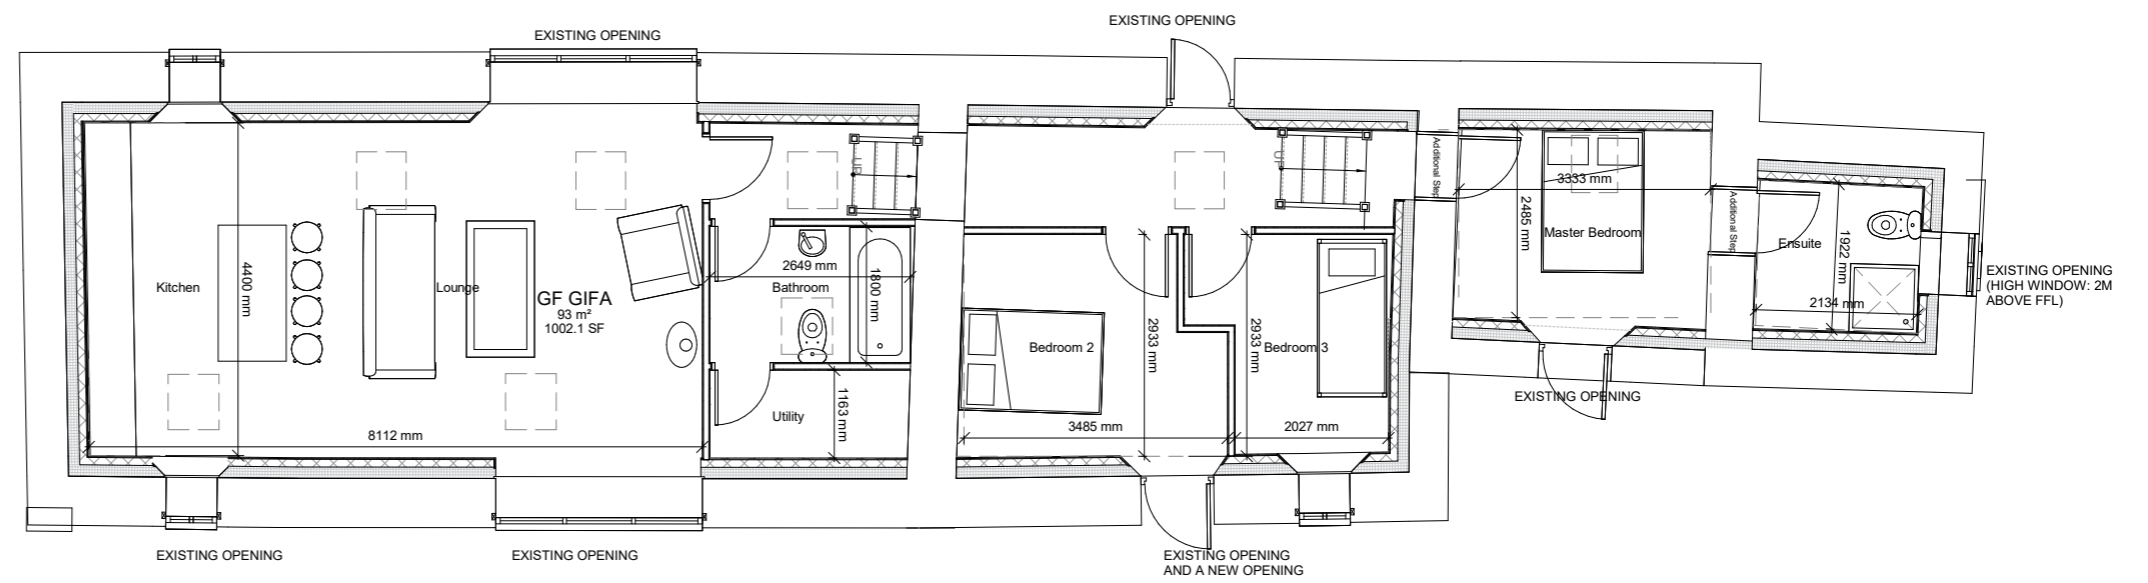 EXISTING OPENING
EXISTING OPENING
UP
UP
Additional Step
3333 mm
2485 mm
Master Bedroom
Additional Step
Ensuite
1922 mm
2134 mm
EXISTING OPENING
(HIGH WINDOW: 2M
ABOVE FFL)
Kitchen
4400 mm
Lounge
GF GIFA
93 m²
1002.1 SF
2649 mm
Bathroom
1800 mm
Bedroom 2
2933 mm
2933 mm
Bedroom 3
EXISTING OPENING
Utility
1163 mm
8112 mm
3485 mm
2027 mm
EXISTING OPENING
EXISTING OPENING
EXISTING OPENING
AND A NEW OPENING